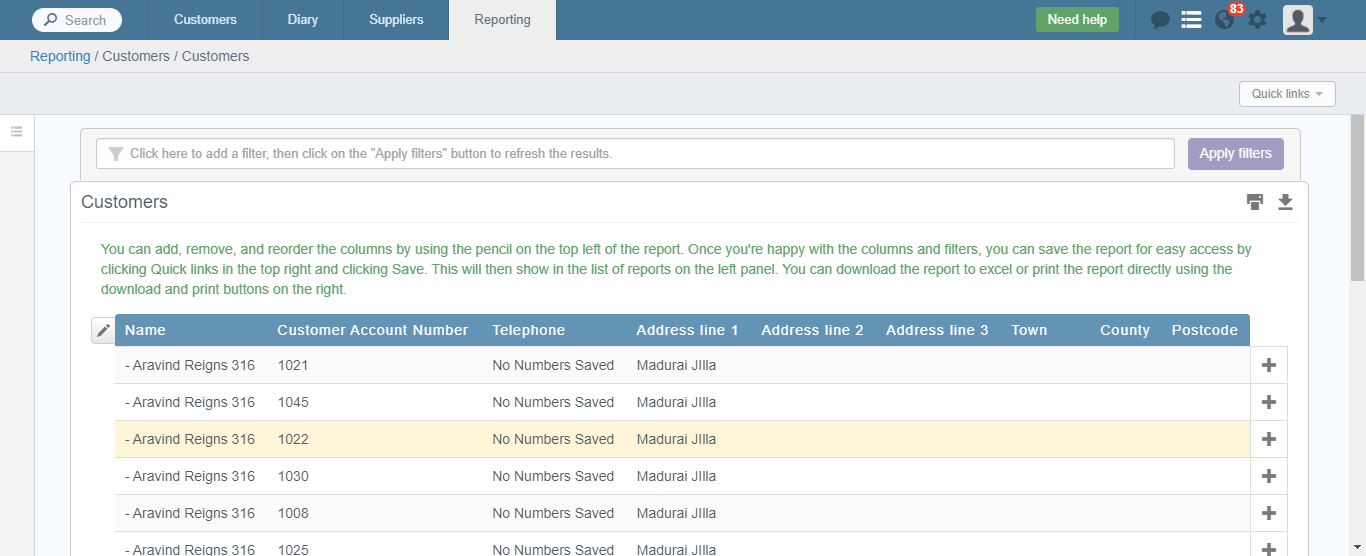 Search Customers Diary Suppliers Reporting Need help 83
Reporting / Customers / Customers
Quick links
Click here to add a filter, then click on the "Apply filters" button to refresh the results. Apply filters
Customers
You can add, remove, and reorder the columns by using the pencil on the top left of the report. Once you're happy with the columns and filters, you can save the report for easy access by
clicking Quick links in the top right and clicking Save. This will then show in the list of reports on the left panel. You can download the report to excel or print the report directly using the
download and print buttons on the right.
Name Customer Account Number Telephone Address line 1 Address line 2 Address line 3 Town County Postcode
- Aravind Reigns 316 1021 No Numbers Saved Madurai JIlla
- Aravind Reigns 316 1045 No Numbers Saved Madurai JIlla
- Aravind Reigns 316 1022 No Numbers Saved Madurai JIlla
- Aravind Reigns 316 1030 No Numbers Saved Madurai JIlla
- Aravind Reigns 316 1008 No Numbers Saved Madurai JIlla
- Aravind Reigns 316 1025 No Numbers Saved Madurai JIlla